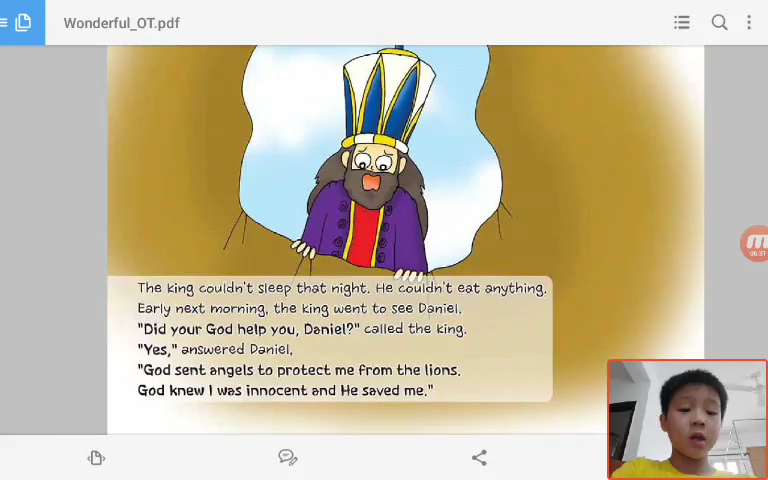 Wonderful_OT.pdf
The king couldn't sleep that night. He couldn't eat anything.
Early next morning, the king went to see Daniel.
"Did your God help you, Daniel?" called the king.
"Yes," answered Daniel,
"God sent angels to protect me from the lions.
God knew I was innocent and He saved me."
06:31